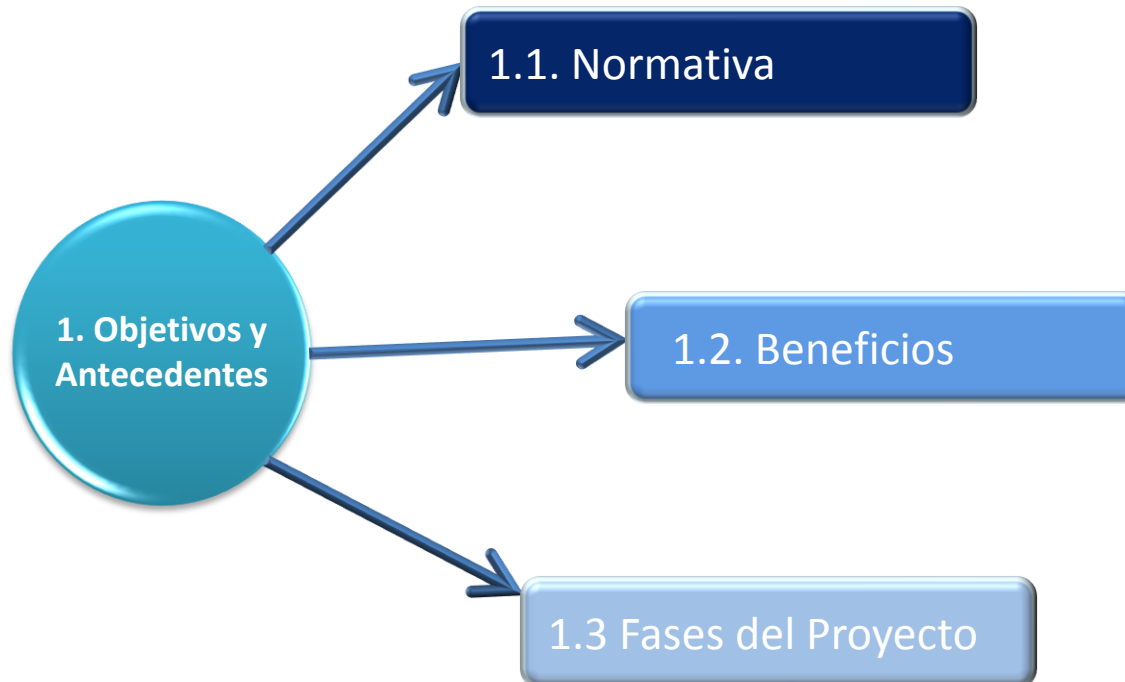 1.1. Normativa
1. Objetivos y
Antecedentes
1.2. Beneficios
1.3 Fases del Proyecto